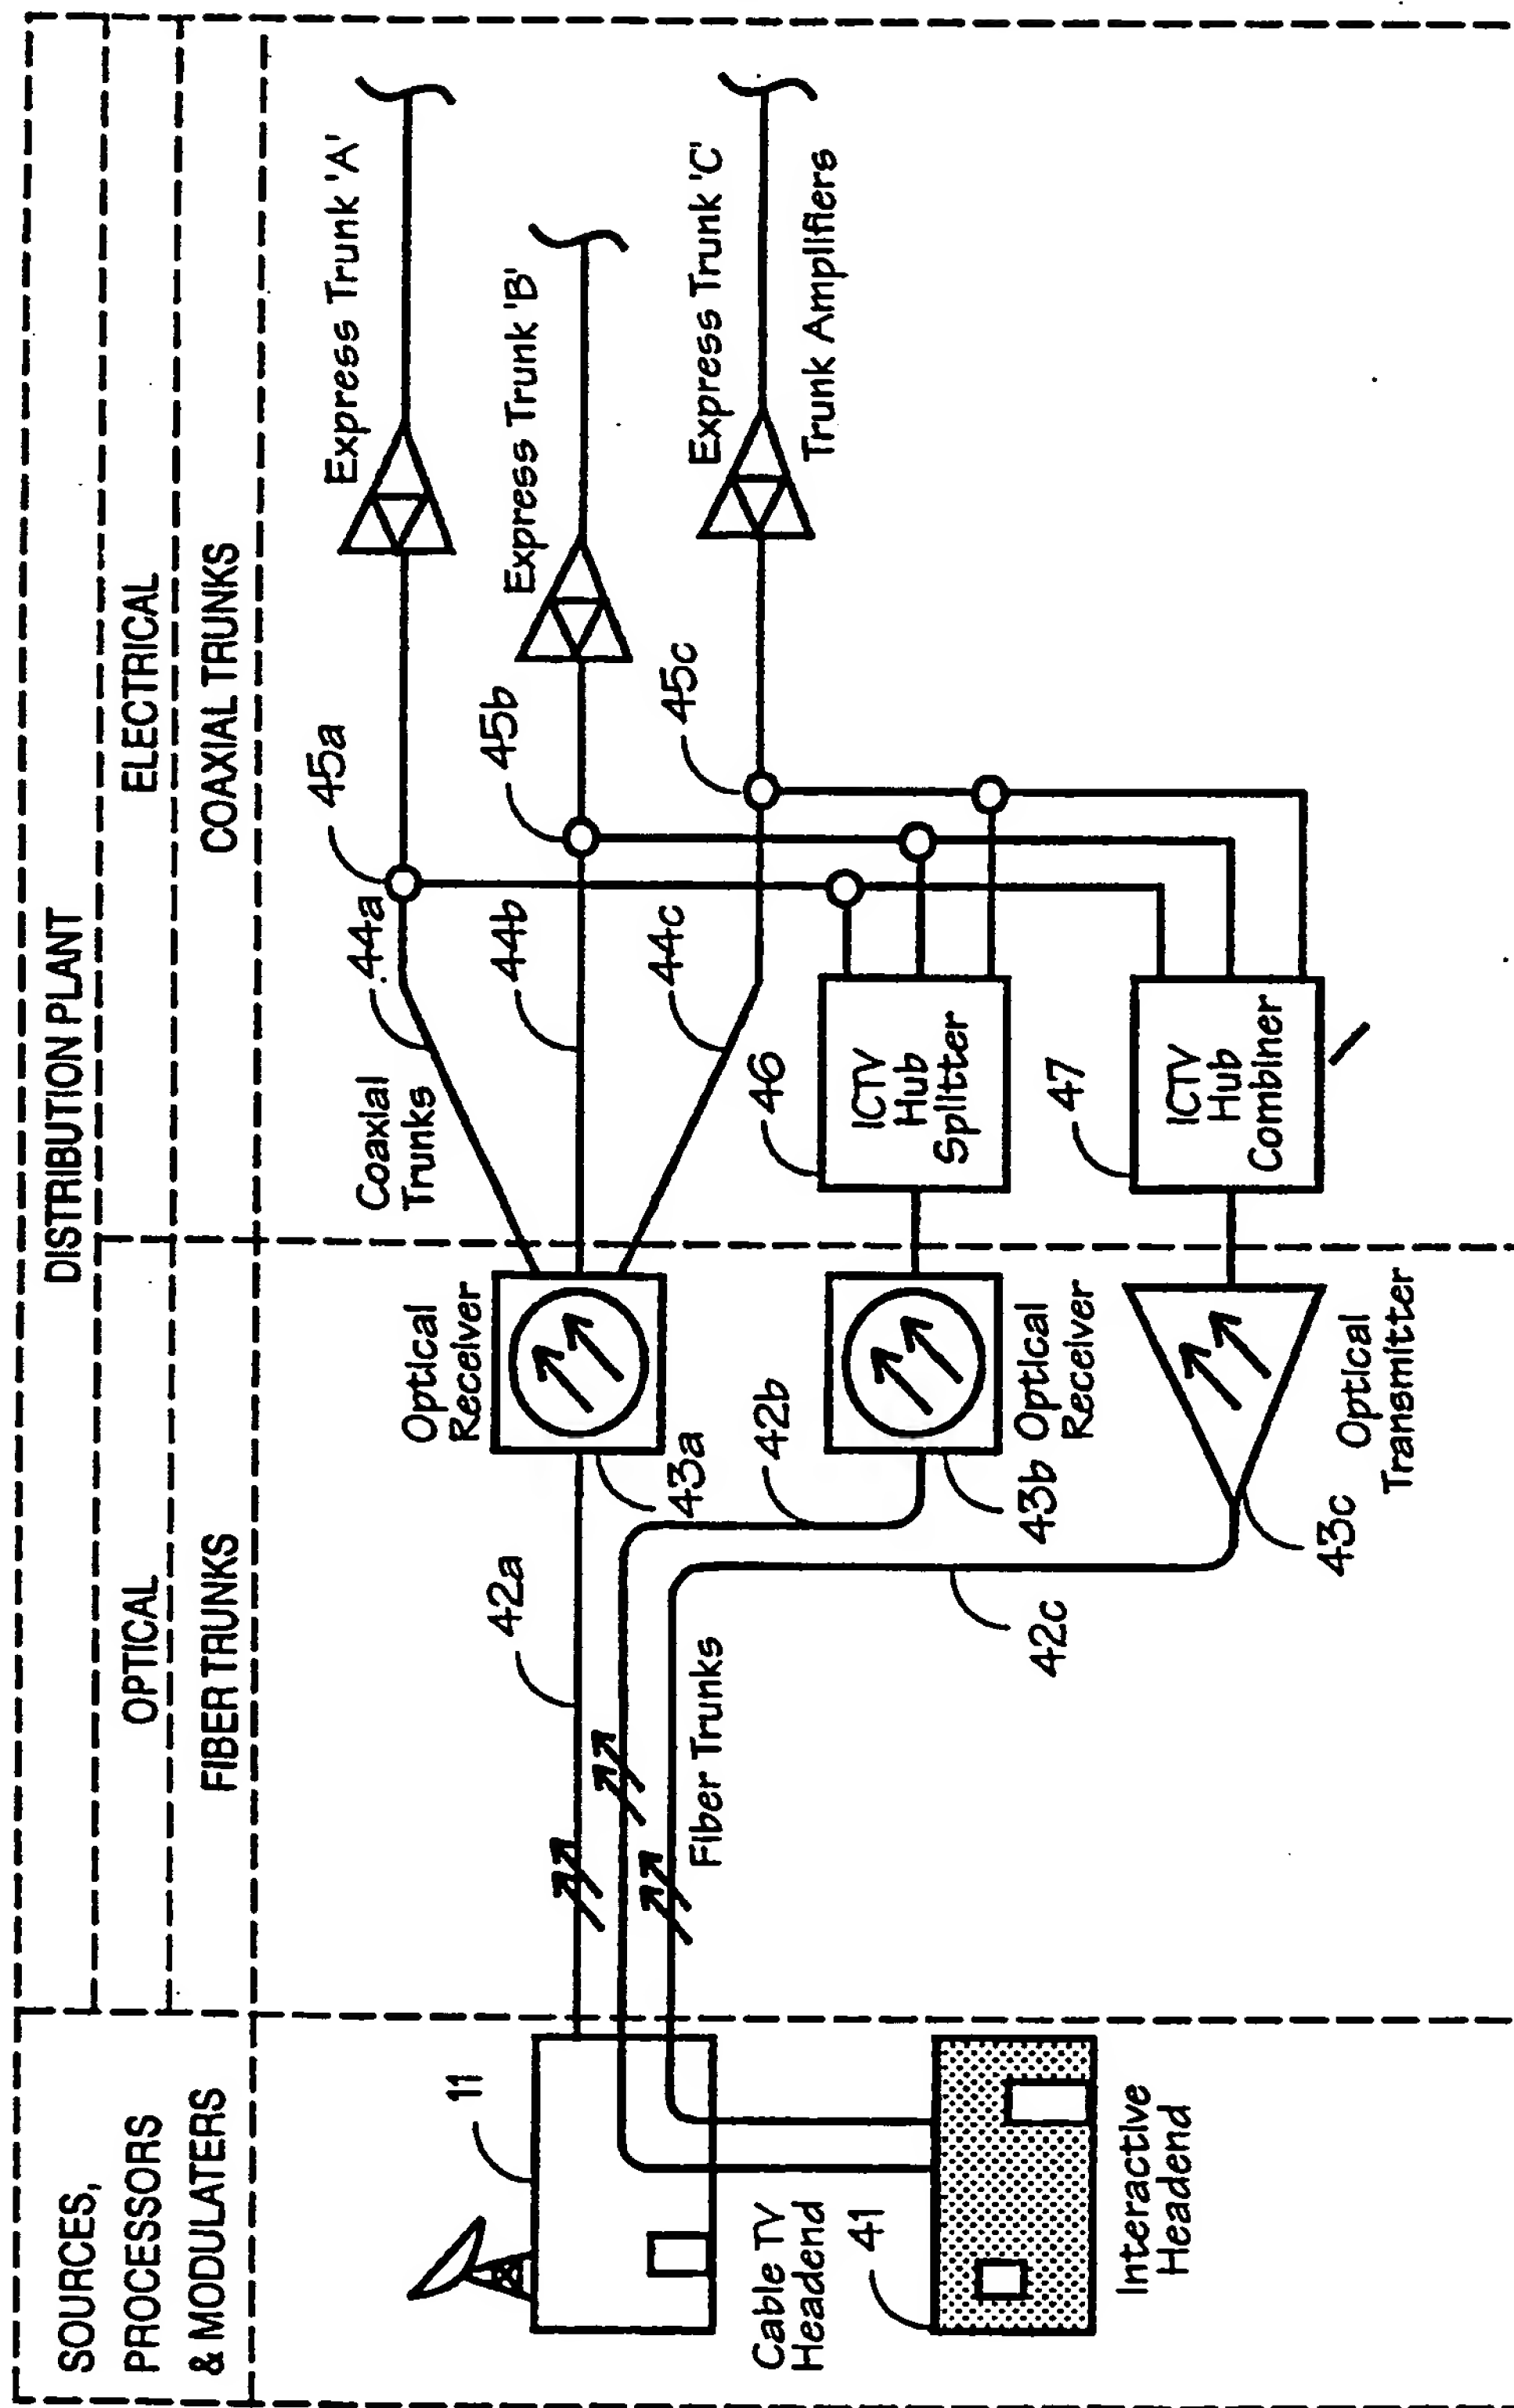 DISTRIBUTION PLANT
SOURCES,
PROCESSORS
& MODULATERS
OPTICAL
ELECTRICAL
FIBER TRUNKS
COAXIAL TRUNKS
Express Trunk 'A'
Express Trunk 'B'
Express Trunk 'C'
Trunk Amplifiers
45a
45b
45c
Coaxial
Trunks
44a
44b
44c
Optical
Receiver
43a
42a
11
Cable TV
Headend
Fiber Trunks
42b
46
ICTV
Hub
Splitter
43b
Optical
Receiver
41
Interactive
Headend
42c
47
ICTV
Hub
Combiner
43c
Optical
Transmitter